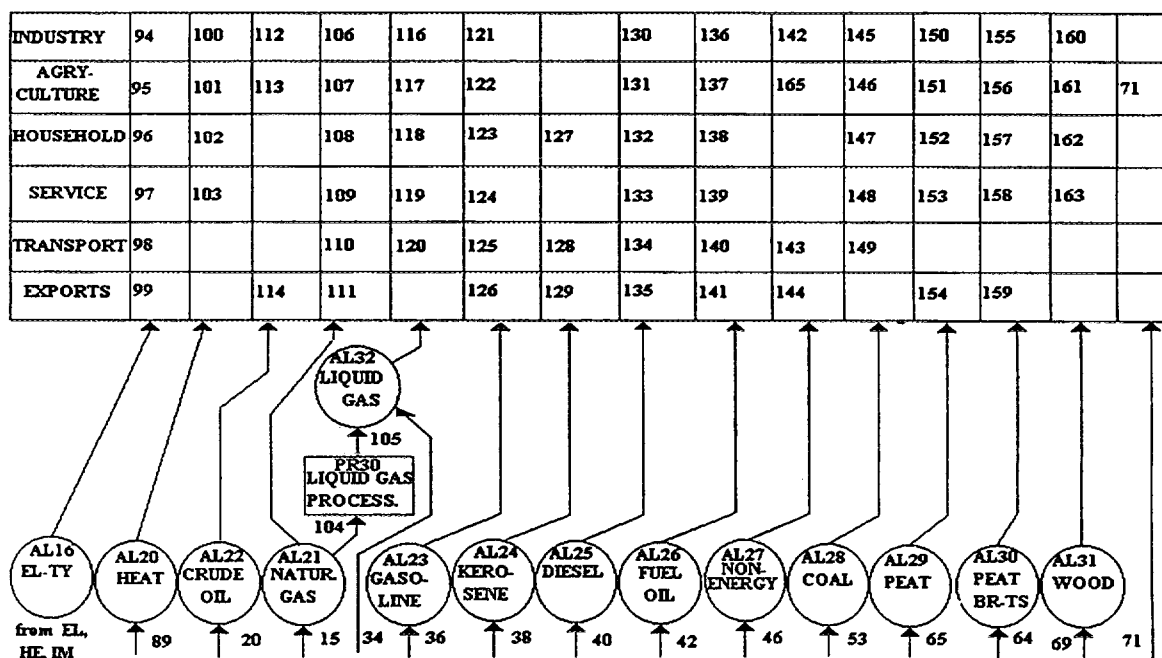 INDUSTRY 94 100 112 106 116 121 130 136 142 145 150 155 160
AGRY-
CULTURE 95 101 113 107 117 122 131 137 165 146 151 156 161 71
HOUSEHOLD 96 102 108 118 123 127 132 138 147 152 157 162
SERVICE 97 103 109 119 124 133 139 148 153 158 163
TRANSPORT 98 110 120 125 128 134 140 143 149
EXPORTS 99 114 111 126 129 135 141 144 154 159
AL32
LIQUID
GAS
105
PR30
LIQUID GAS
PROCESS.
104
AL16
EL-TY
AL20
HEAT
AL22
CRUDE
OIL
AL21
NATUR.
GAS
AL23
GASO-
LINE
AL24
KERO-
SENE
AL25
DIESEL
AL26
FUEL
OIL
AL27
NON-
ENERGY
AL28
COAL
AL29
PEAT
AL30
PEAT
BR-TS
AL31
WOOD
from EL,
HE, IM
89 20 15 34 36 38 40 42 46 53 65 64 69 71